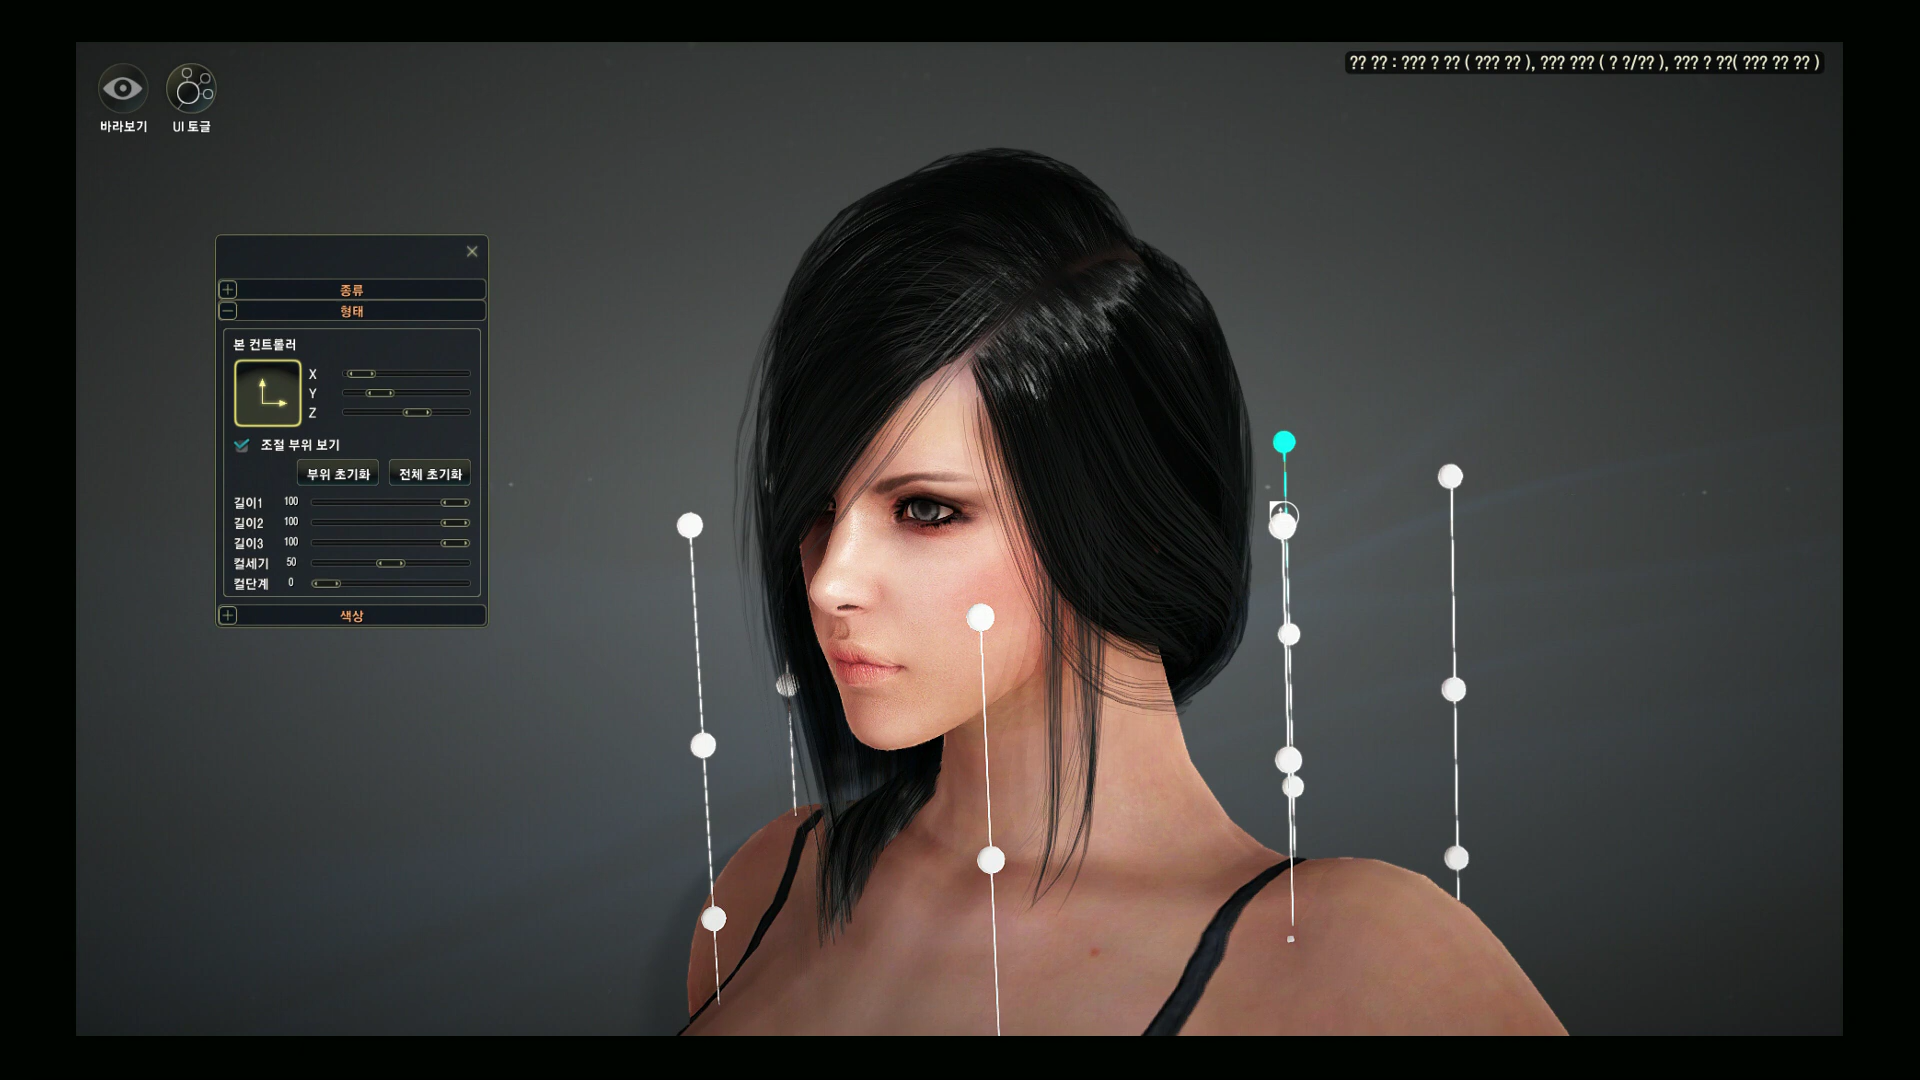 ?? ?? : ??? ? ?? ( ??? ?? ), ??? ??? ( ? ?/?? ), ??? ? ??( ??? ?? ?? )
바라보기 UI 토글
종류
형태
본 컨트롤러
X
Y
Z
조절 부위 보기
부위 초기화 전체 초기화
길이1 100
길이2 100
길이3 100
컬세기 50
컬단계 0
색상